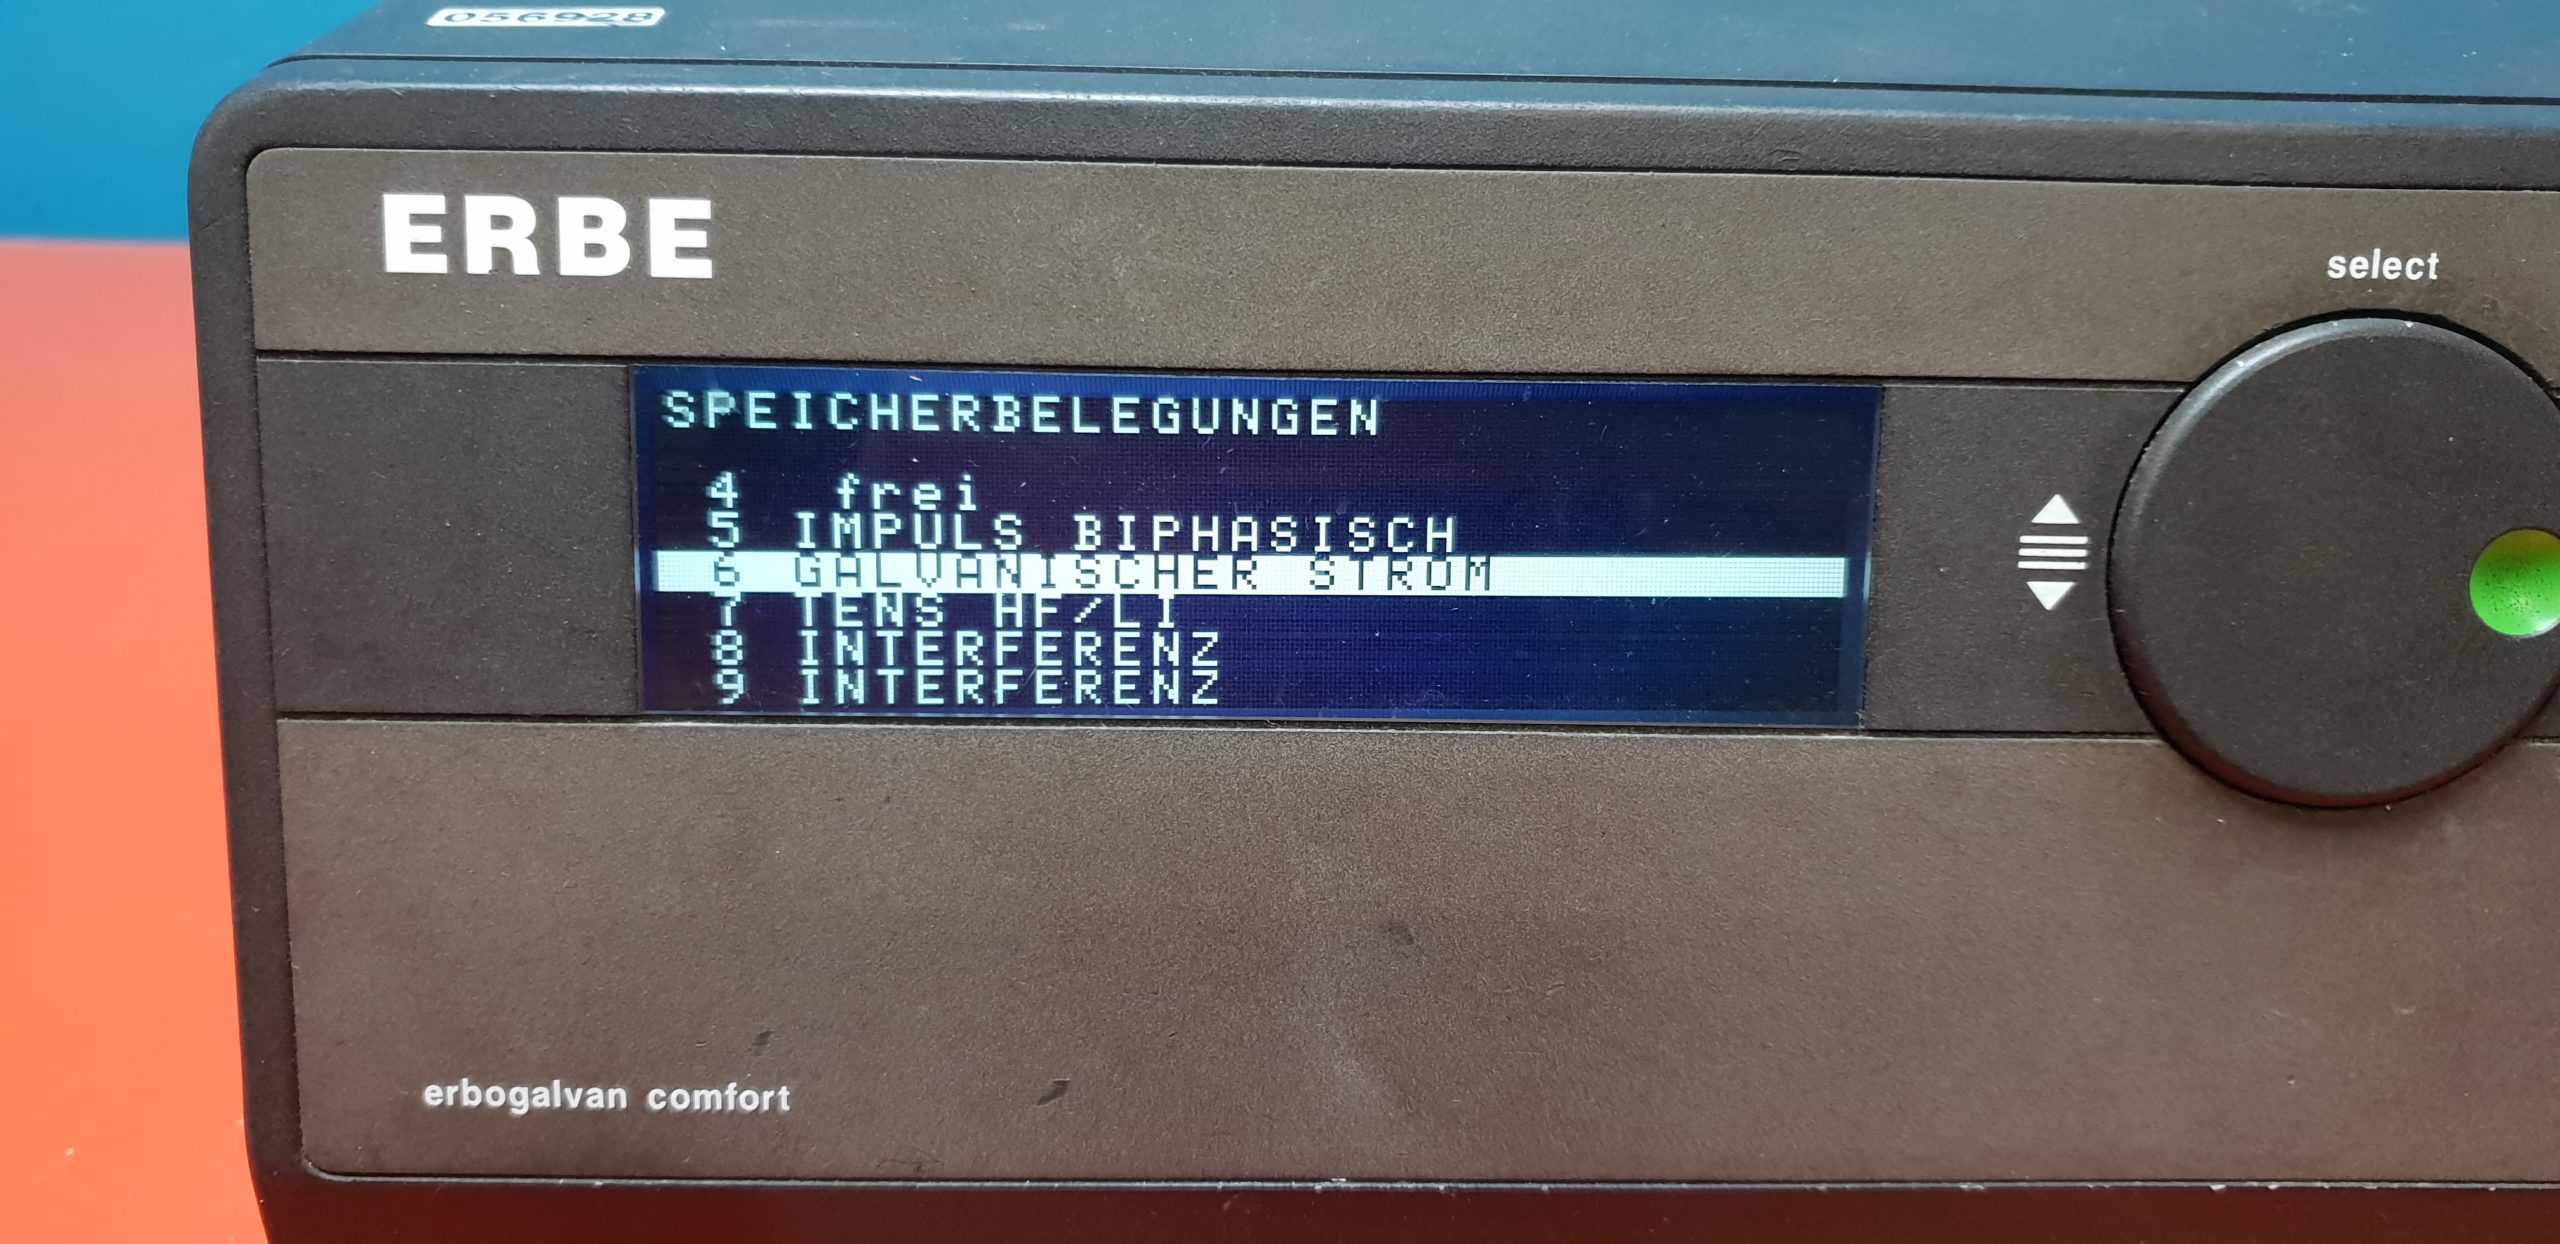 056928
ERBE
select
SPEICHERBELEGUNGEN
4 frei
5 IMPULS BIPHASISCH
6 GALVANISCHER STROM
7 TENS HF/LI
8 INTERFERENZ
9 INTERFERENZ
erbogalvan comfort